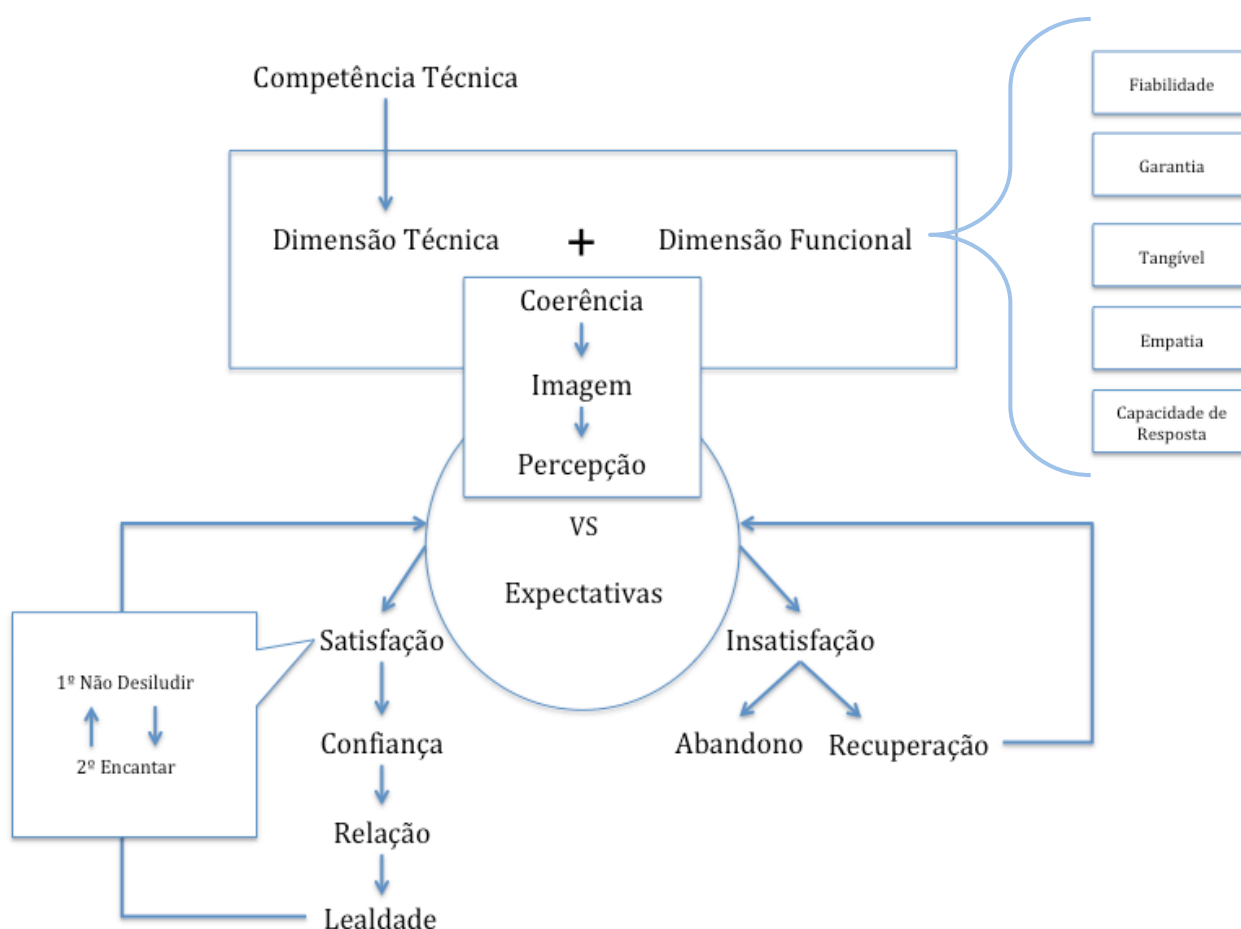 Competência Técnica
Dimensão Técnica + Dimensão Funcional
Coerência
Imagem
Percepção
VS
Expectativas
Fiabilidade
Garantia
Tangível
Empatia
Capacidade de
Resposta
Satisfação
Confiança
Relação
Lealdade
1º Não Desiludir
2º Encantar
Insatisfação
Abandono
Recuperação